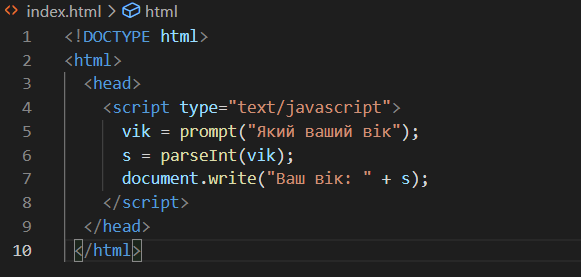 index.html > html
1 <!DOCTYPE html>
2 <html>
3 <head>
4 <script type="text/javascript">
5 vik = prompt("Який ваший вік");
6 s = parseInt(vik);
7 document.write("Ваш вік: " + s);
8 </script>
9 </head>
10 </html>